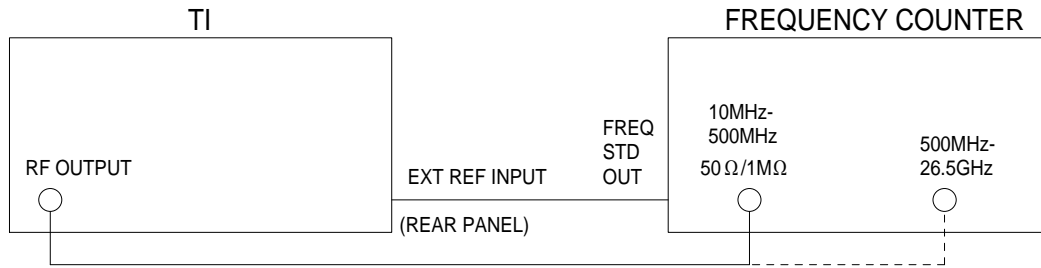 TI
FREQUENCY COUNTER
RF OUTPUT
EXT REF INPUT
(REAR PANEL)
FREQ
STD
OUT
10MHz-
500MHz
50Ω/1MΩ
500MHz-
26.5GHz